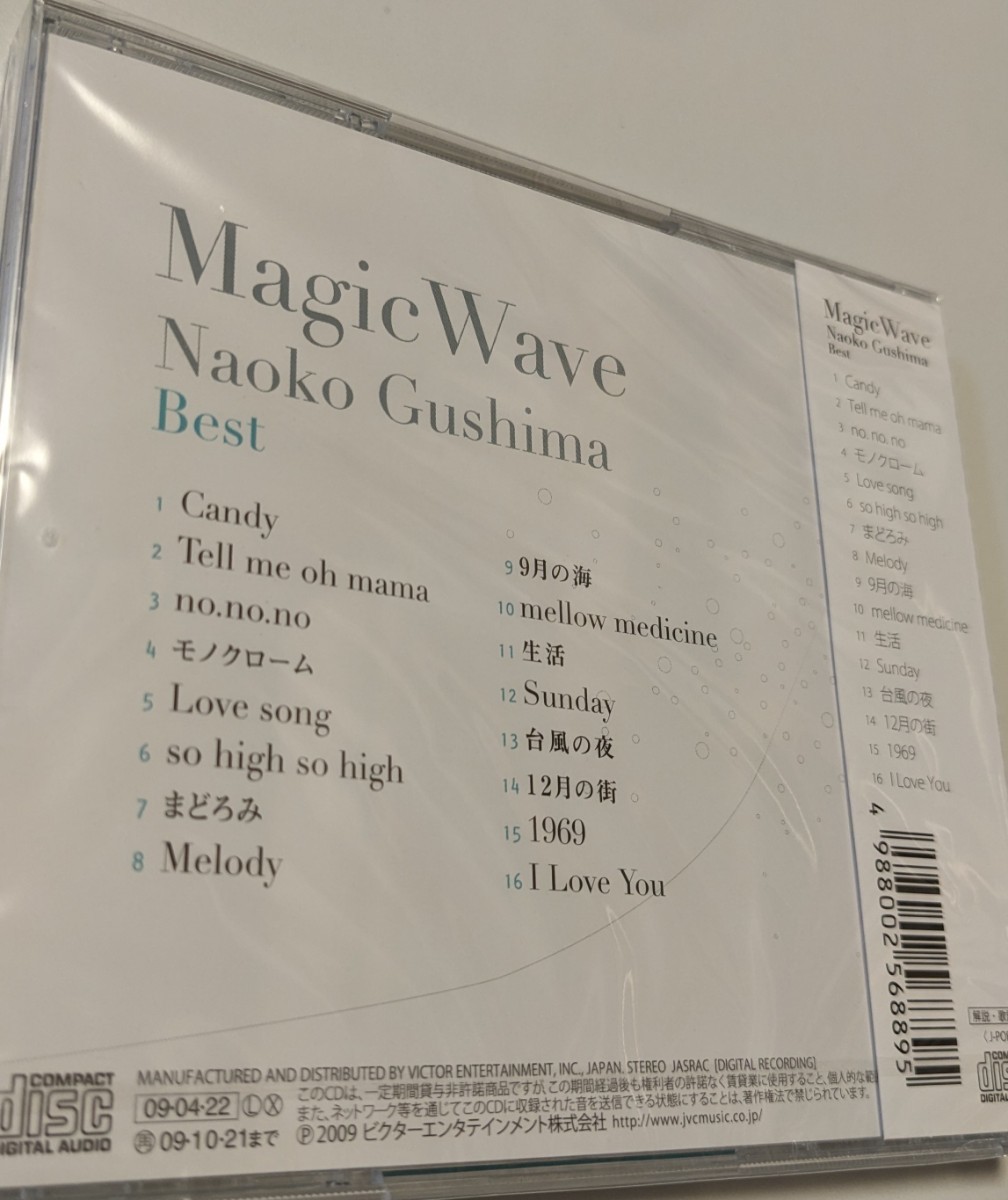 MagicWave
Naoko Gushima
Best
1 Candy
2 Tell me oh mama
3 no.no.no
4 モノクローム
5 Love song
6 so high so high
7 まどろみ
8 Melody
9 9月の海
10 mellow medicine
11 生活
12 Sunday
13 台風の夜
14 12月の街
15 1969
16 I Love You
MagicWave
Naoko Gushima
Best
1 Candy
2 Tell me oh mama
3 no. no. no
4 モノクローム
5 Love song
6 so high so high
7 まどろみ
8 Melody
9 9月の海
10 mellow medicine
11 生活
12 Sunday
13 台風の夜
14 12月の街
15 1969
16 I Love You
4 988002 568895
解説・歌
(J-PO
COMPACT
disc
DIGITAL AUDIO
MANUFACTURED AND DISTRIBUTED BY VICTOR ENTERTAINMENT, INC., JAPAN. STEREO JASRAC [DIGITAL RECORDING]
09-04-22 Ⓛ Ⓧ
このCDは、一定期間貸与非許諾商品ですが、この期間経過後も権利者の許諾なく賃貸業に使用すること、個人的な範
また、ネットワーク等を通じてこのCDに収録された音を送信できる状態にすることは、著作権法で禁じられています。
09-10-21まで
Ⓟ2009 ビクターエンタテインメント株式会社 http://www.jvcmusic.co.jp/